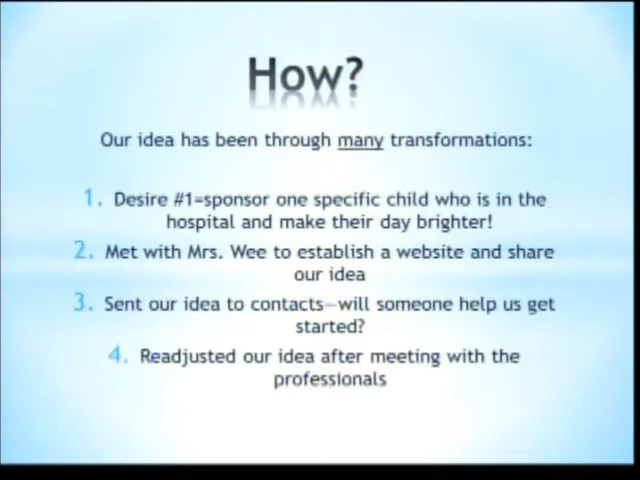 How?
Our idea has been through many transformations:
1. Desire #1=sponsor one specific child who is in the
hospital and make their day brighter!
2. Met with Mrs. Wee to establish a website and share
our idea
3. Sent our idea to contacts—will someone help us get
started?
4. Readjusted our idea after meeting with the
professionals